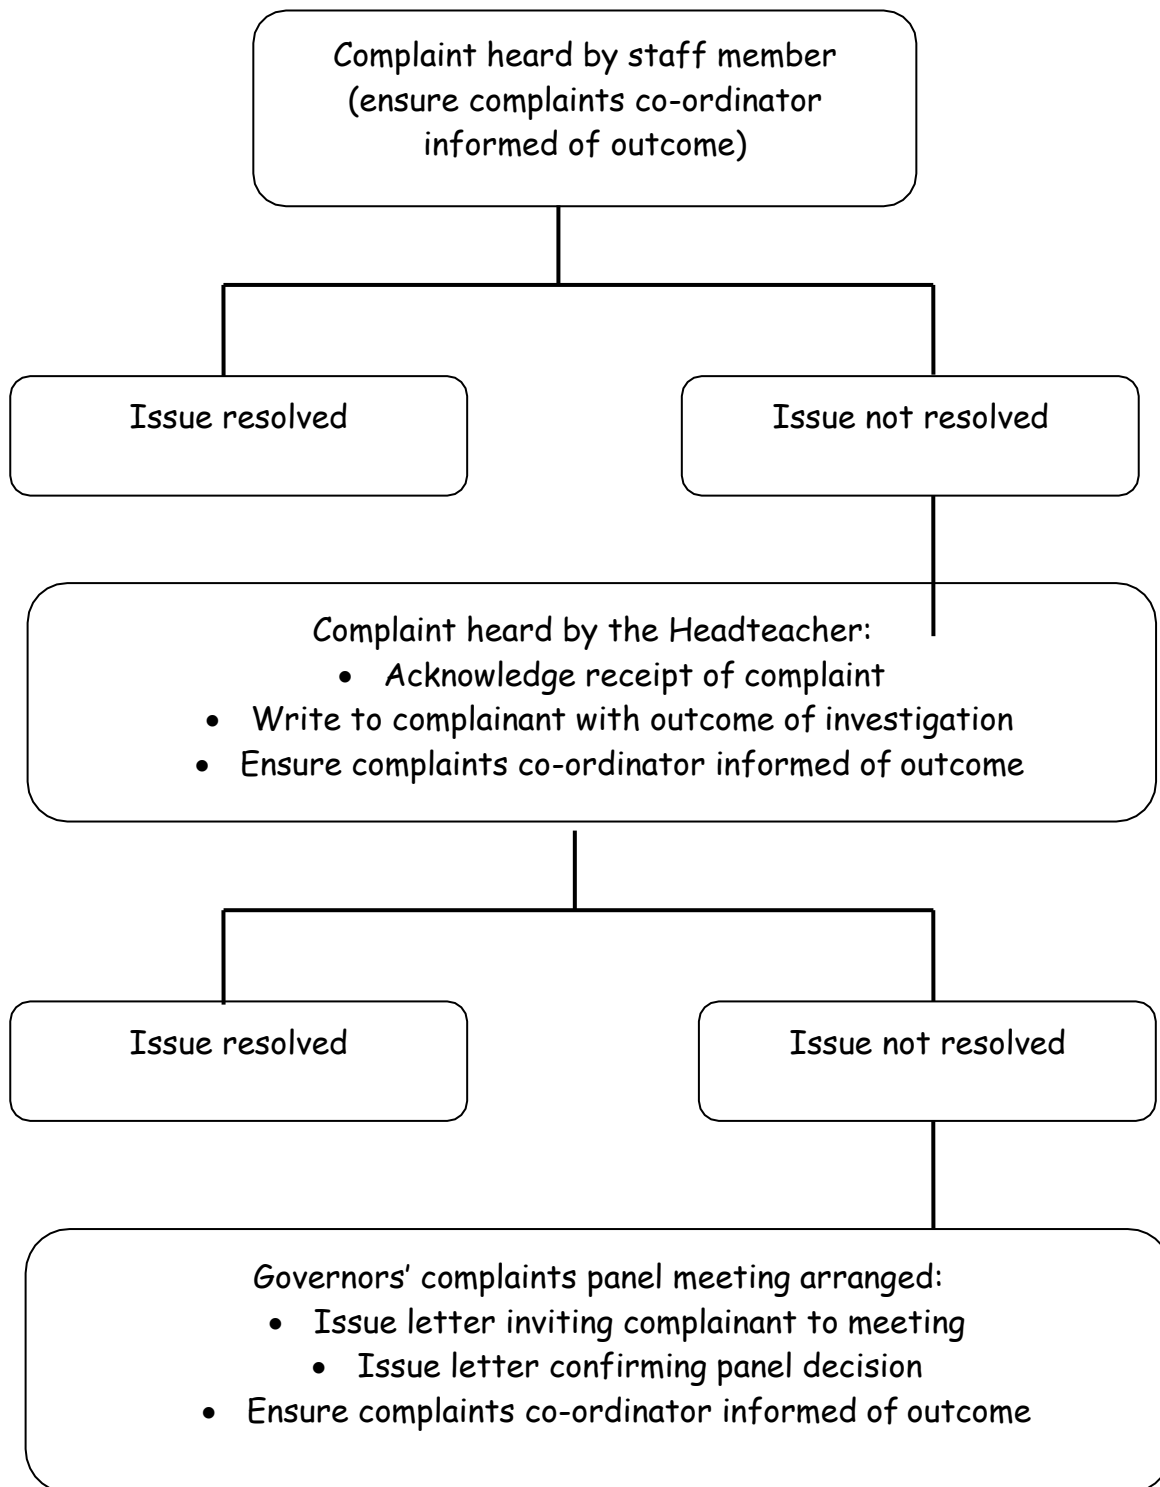 Complaint heard by staff member
(ensure complaints co-ordinator
informed of outcome)
Issue resolved
Issue not resolved
Complaint heard by the Headteacher:
• Acknowledge receipt of complaint
• Write to complainant with outcome of investigation
• Ensure complaints co-ordinator informed of outcome
Issue resolved
Issue not resolved
Governors’ complaints panel meeting arranged:
• Issue letter inviting complainant to meeting
• Issue letter confirming panel decision
• Ensure complaints co-ordinator informed of outcome